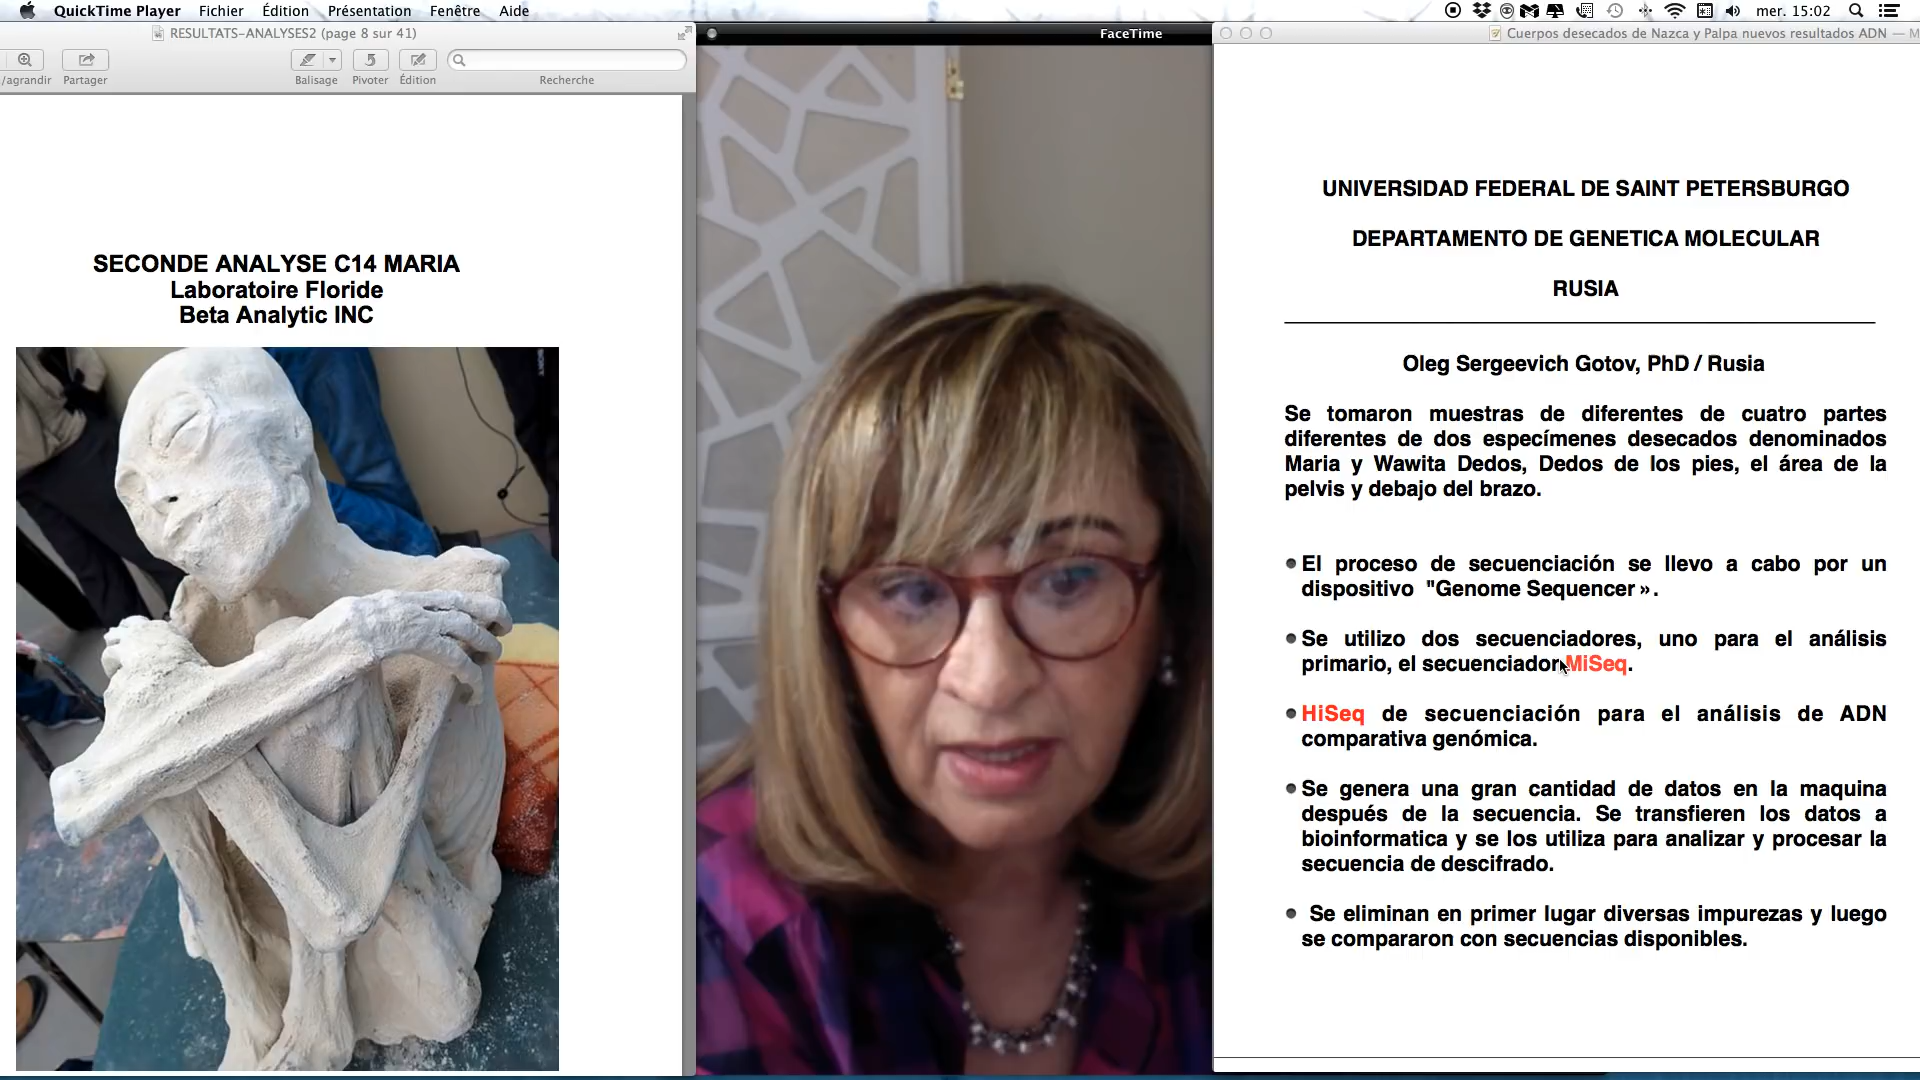 QuickTime Player Fichier Édition Présentation Fenêtre Aide
mer. 15:02
RESULTATS-ANALYSES2 (page 8 sur 41)
/agrandir Partager Balisage Pivoter Édition Recherche
SECONDE ANALYSE C14 MARIA
Laboratoire Floride
Beta Analytic INC
FaceTime
Cuerpos desecados de Nazca y Palpa nuevos resultados ADN — M
UNIVERSIDAD FEDERAL DE SAINT PETERSBURGO
DEPARTAMENTO DE GENETICA MOLECULAR
RUSIA
Oleg Sergeevich Gotov, PhD / Rusia
Se tomaron muestras de diferentes de cuatro partes
diferentes de dos especímenes desecados denominados
Maria y Wawita Dedos, Dedos de los pies, el área de la
pelvis y debajo del brazo.
El proceso de secuenciación se llevo a cabo por un
dispositivo "Genome Sequencer ».
Se utilizo dos secuenciadores, uno para el análisis
primario, el secuenciador MiSeq.
HiSeq de secuenciación para el análisis de ADN
comparativa genómica.
Se genera una gran cantidad de datos en la maquina
después de la secuencia. Se transfieren los datos a
bioinformatica y se los utiliza para analizar y procesar la
secuencia de descifrado.
Se eliminan en primer lugar diversas impurezas y luego
se compararon con secuencias disponibles.